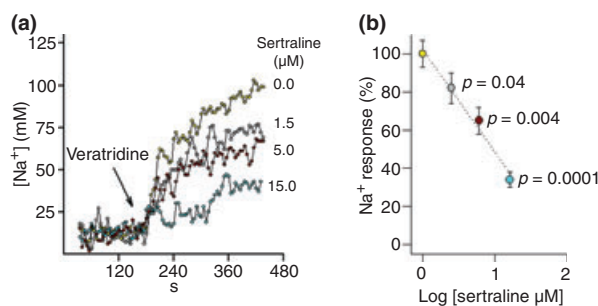 (a)
Sertraline
(µM)
125
100
75
50
25
[Na+] (mM)
0.0
1.5
5.0
15.0
Veratridine
120 240 360 480
s
(b)
100
80
60
40
20
0
Na+ response (%)
p = 0.04
p = 0.004
p = 0.0001
0 1 2
Log [sertraline µM]